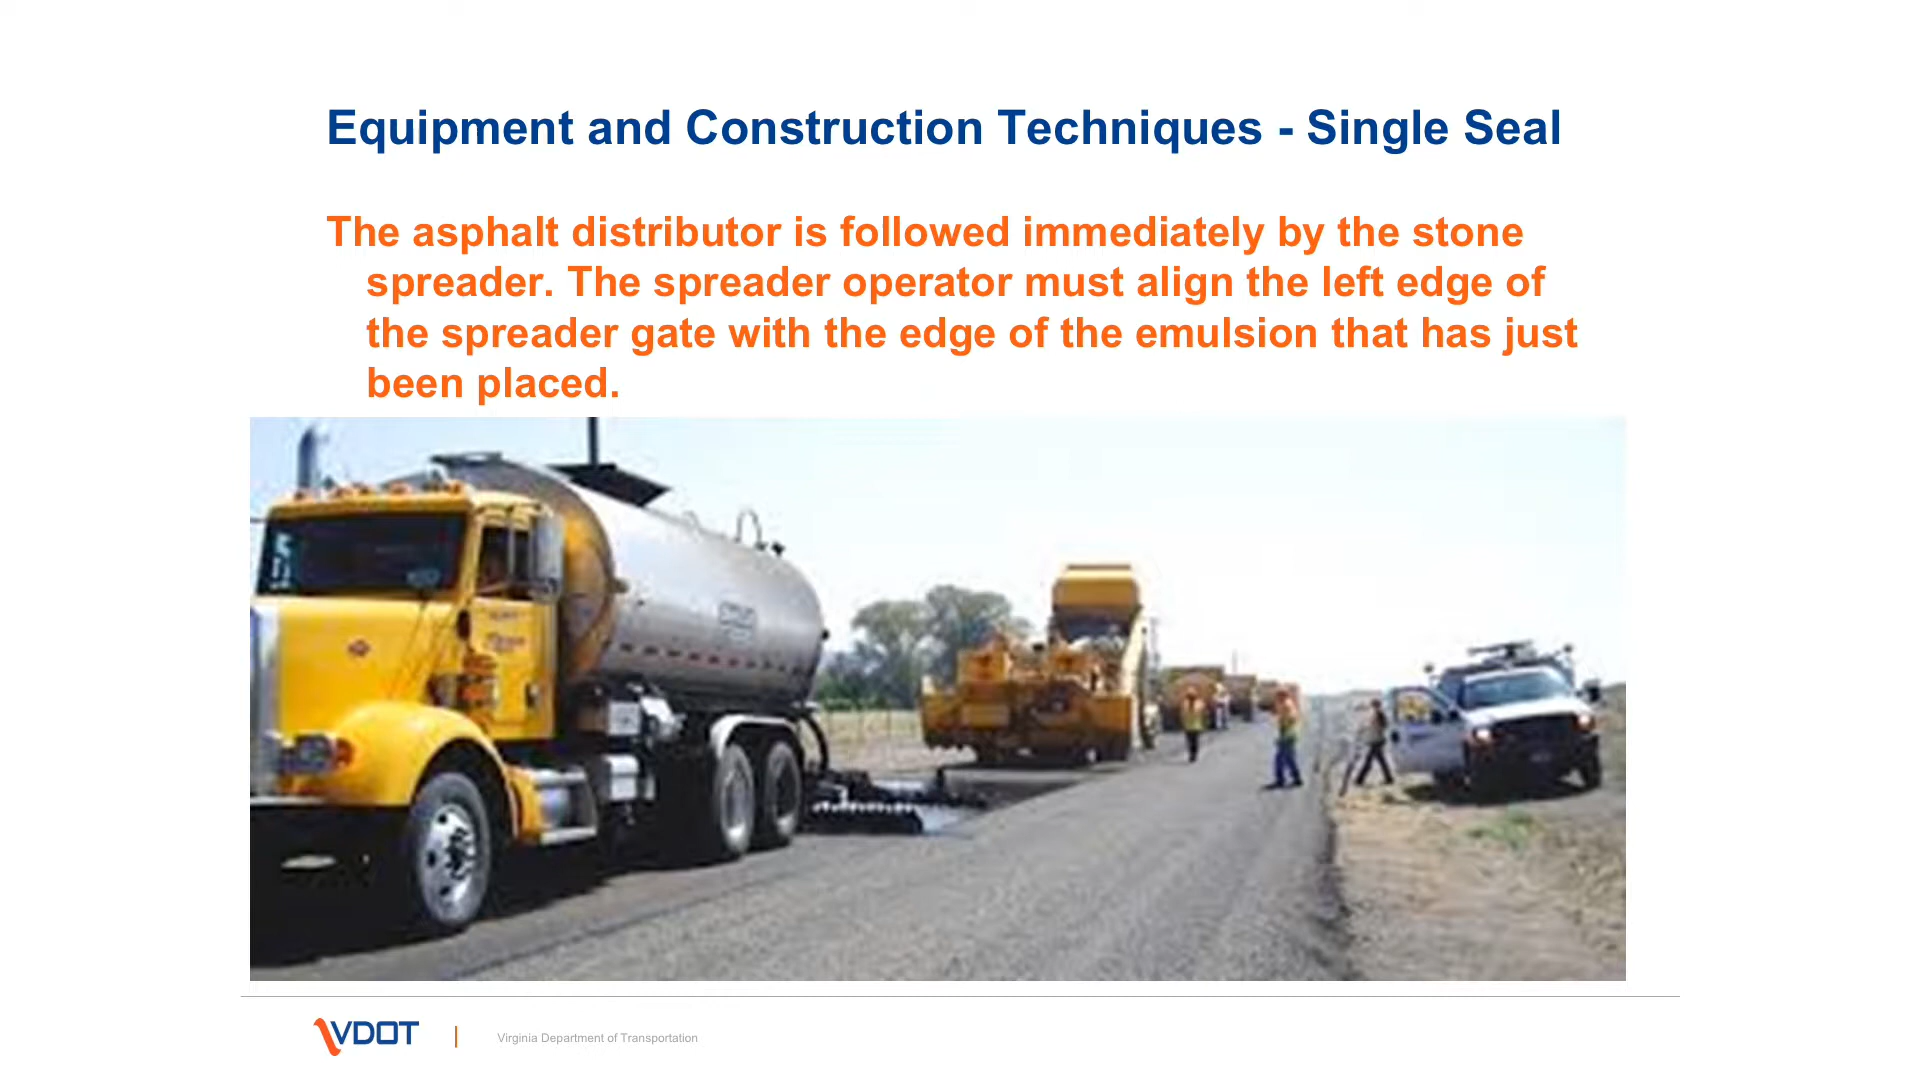 Equipment and Construction Techniques - Single Seal
The asphalt distributor is followed immediately by the stone
spreader. The spreader operator must align the left edge of
the spreader gate with the edge of the emulsion that has just
been placed.
VDOT
Virginia Department of Transportation